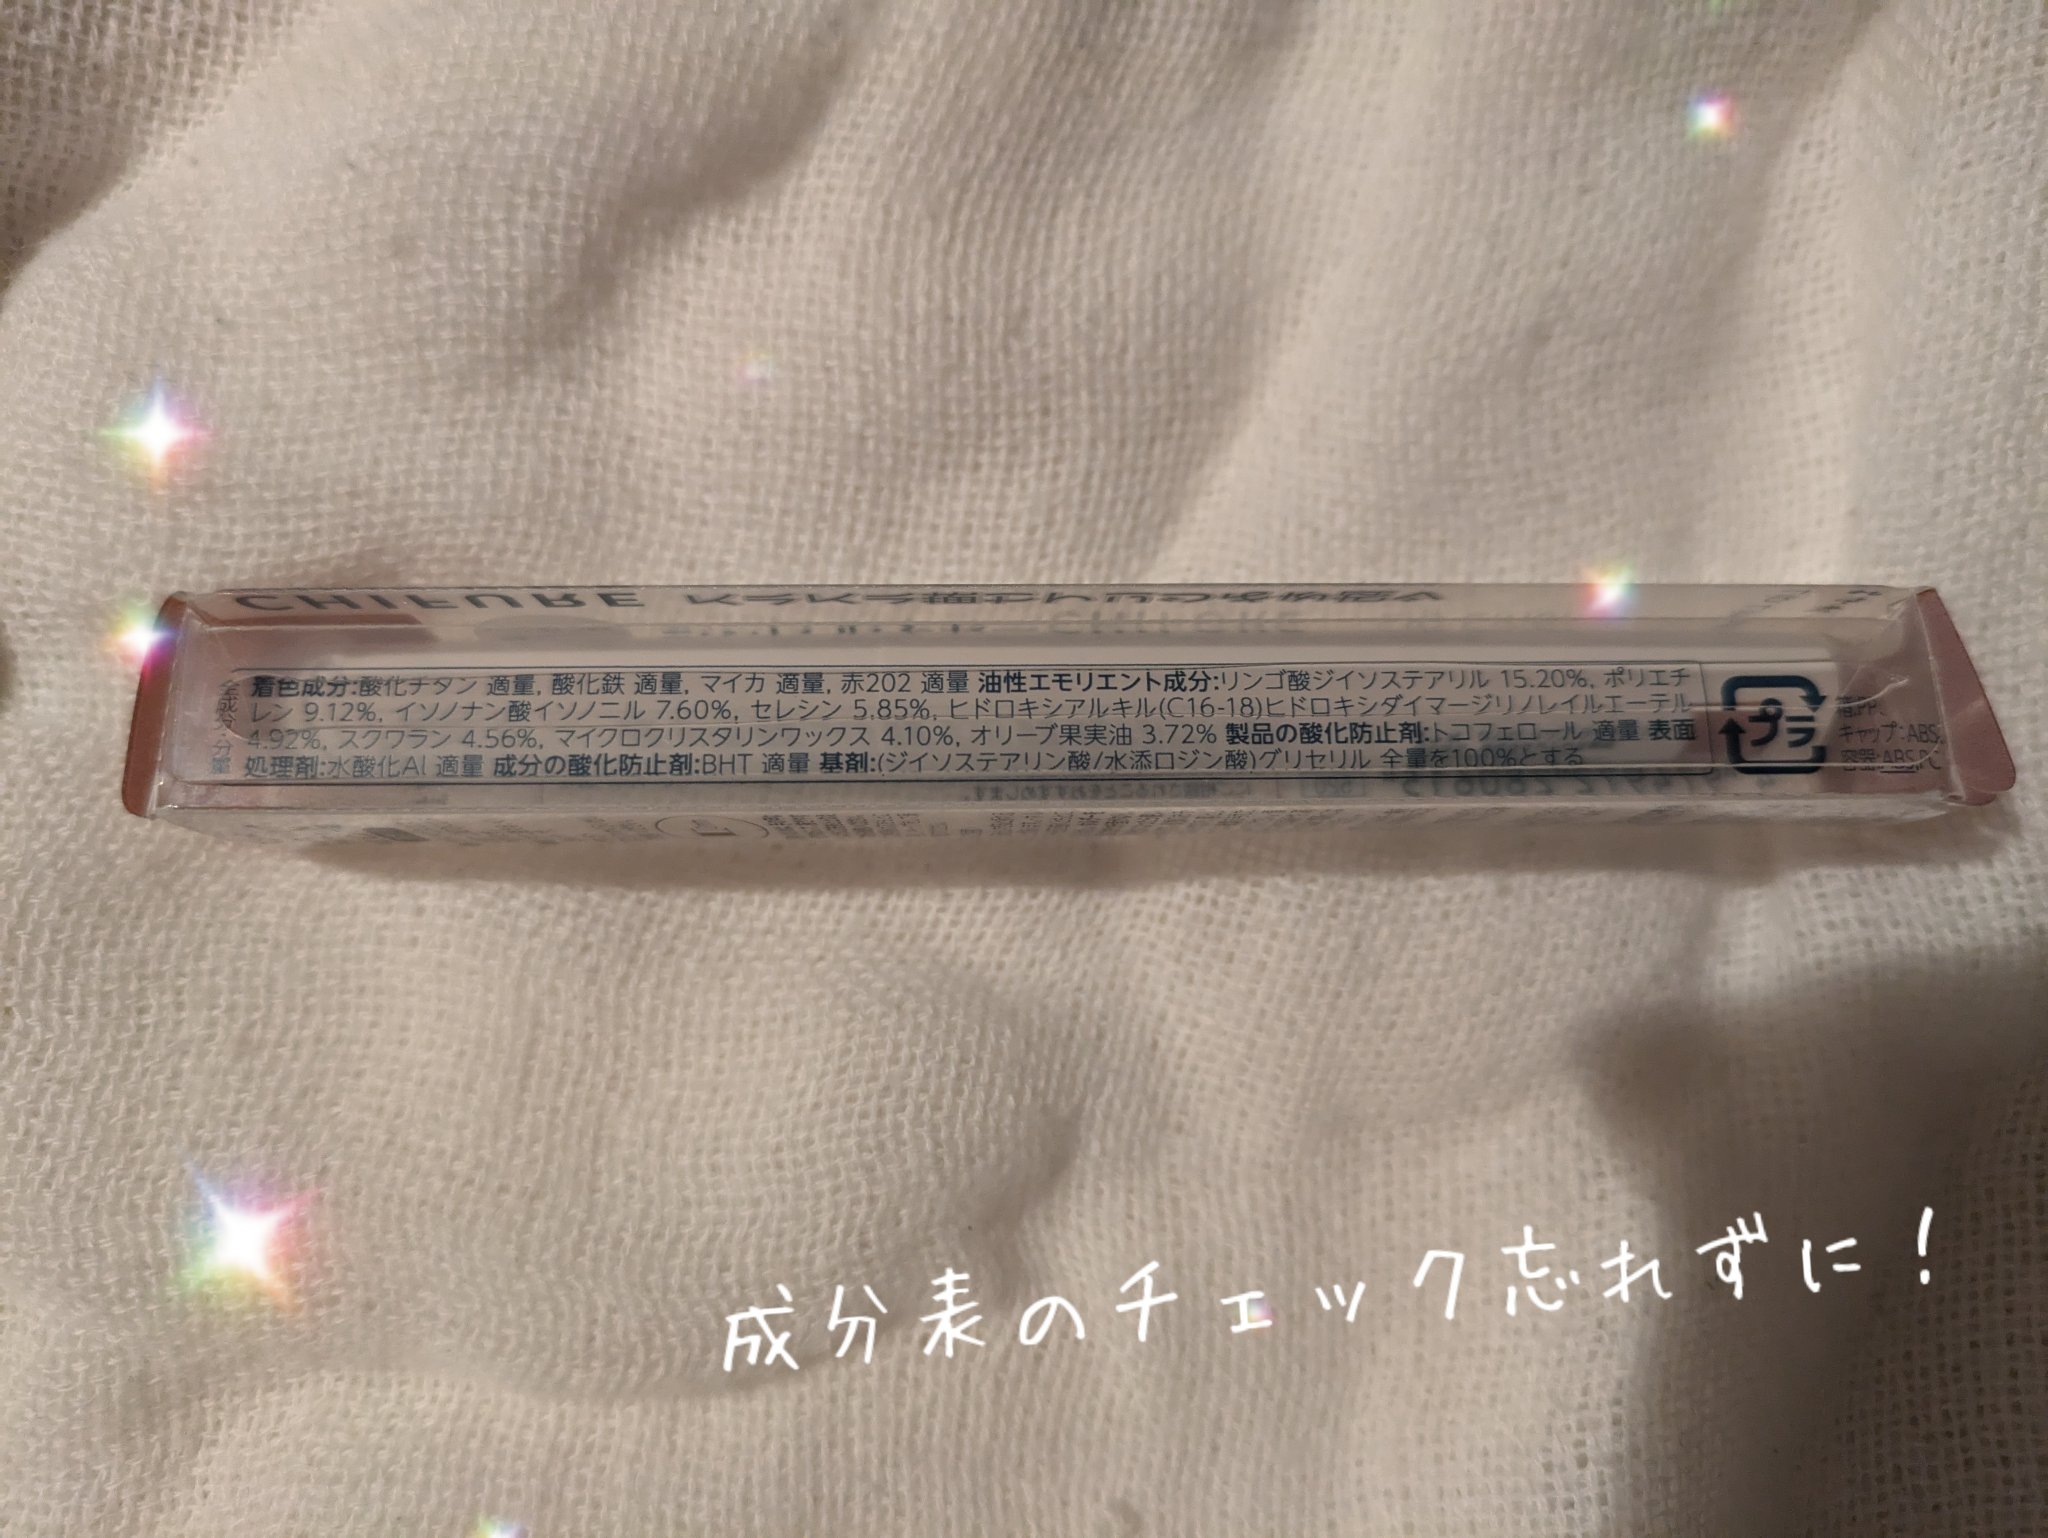 CHIFURE
全成分・分量
着色成分:酸化チタン 適量, 酸化鉄 適量, マイカ 適量, 赤202 適量 油性エモリエント成分:リンゴ酸ジイソステアリル 15.20%, ポリエチ
レン 9.12%, イソノナン酸イソノニル 7.60%, セレシン 5.85%, ヒドロキシアルキル(C16-18)ヒドロキシダイマージリノレイルエーテル
4.92%, スクワラン 4.56%, マイクロクリスタリンワックス 4.10%, オリーブ果実油 3.72% 製品の酸化防止剤:トコフェロール 適量 表面
処理剤:水酸化Al 適量 成分の酸化防止剤:BHT 適量 基剤:(ジイソステアリン酸/水添ロジン酸)グリセリル 全量を100%とする
プラ
箱:PP
キャップ:ABS
容器:ABS,PC
成分表のチェック忘れずに！